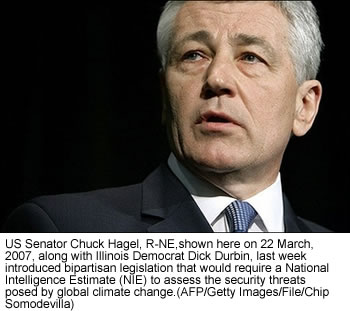 US Senator Chuck Hagel, R-NE,shown here on 22 March,
2007, along with Illinois Democrat Dick Durbin, last week
introduced bipartisan legislation that would require a National
Intelligence Estimate (NIE) to assess the security threats
posed by global climate change.(AFP/Getty Images/File/Chip
Somodevilla)